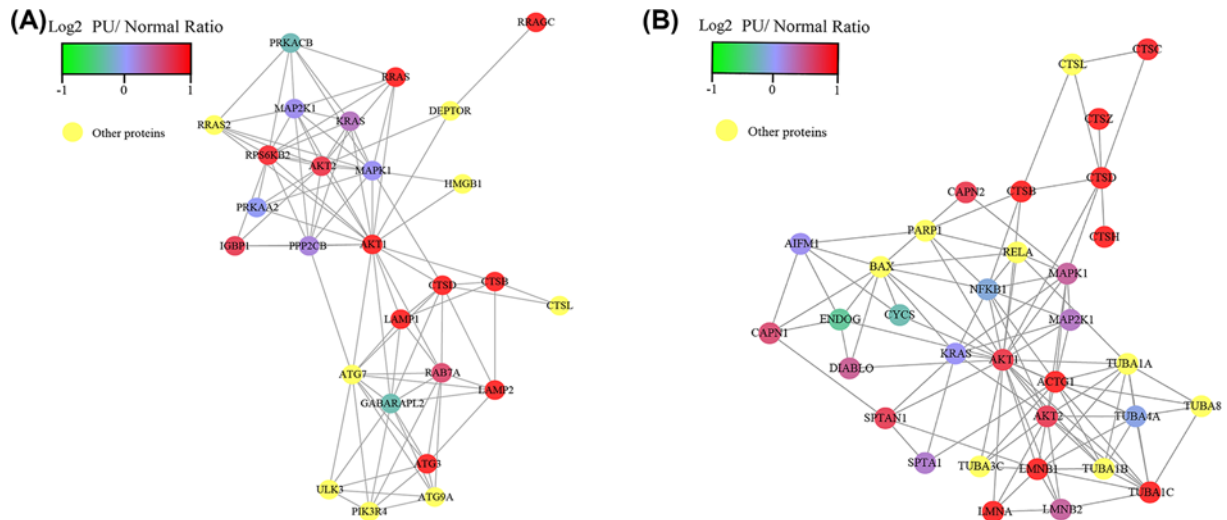 (A)
Log2 PU/ Normal Ratio
-1 0 1
Other proteins
RRAGC
PRKACB
RRAS
MAP2K1
DEPTOR
RRAS2
KRAS
RPS6KB2
AKT2
MAPK1
HMGB1
PRKAA2
IGBP1
PPP2CB
AKT1
CTSD
CTSB
CTSL
LAMP1
ATG7
RAB7A
LAMP2
GABARAPL2
ATG3
ULK3
ATG9A
PIK3R4
(B)
Log2 PU/ Normal Ratio
-1 0 1
Other proteins
CTSL
CTSC
CTSZ
CTSD
CAPN2
CTSB
CTSH
PARP1
AIFM1
RELA
BAX
MAPK1
NFKB1
ENDOG
CYCS
MAP2K1
CAPN1
KRAS
AKT1
DIABLO
TUBA1A
ACTG1
TUBA8
SPTAN1
AKT2
TUBA4A
SPTA1
TUBA3C
LMNB1
TUBA1B
TUBA1C
LMNA
LMNB2